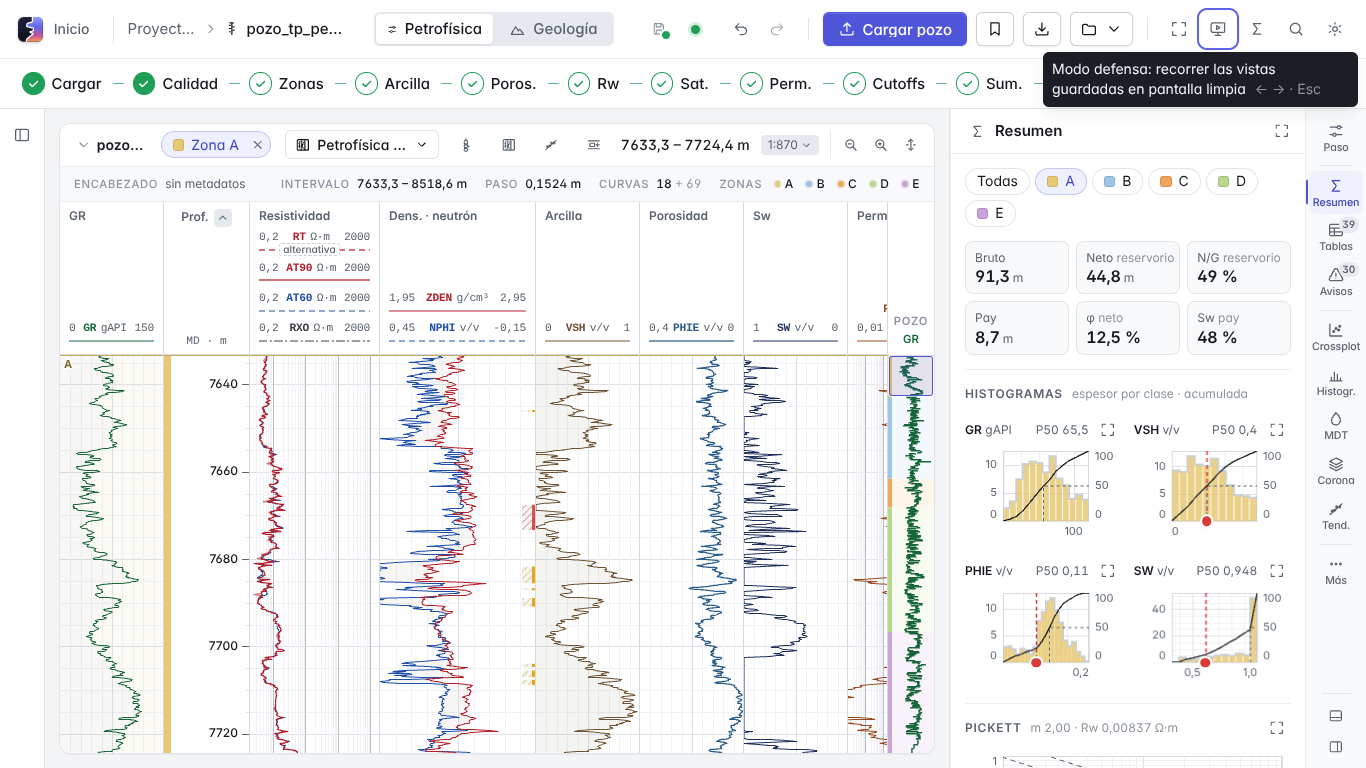 Inicio
Proyect...
pozo_tp_pe...
Petrofísica
Geología
Cargar pozo
Cargar
Calidad
Zonas
Arcilla
Poros.
Rw
Sat.
Perm.
Cutoffs
Sum.
Modo defensa: recorrer las vistas
guardadas en pantalla limpia ← → · Esc
pozo...
Zona A
Petrofísica ...
7633,3 – 7724,4 m
1:870
ENCABEZADO sin metadatos
INTERVALO 7633,3 – 8518,6 m
PASO 0,1524 m
CURVAS 18 + 69
ZONAS A B C D E
GR
Prof.
Resistividad
Dens. · neutrón
Arcilla
Porosidad
Sw
Perm
0,2 RT Ω·m 2000
alternativa
0,2 AT90 Ω·m 2000
0,2 AT60 Ω·m 2000
1,95 ZDEN g/cm³ 2,95
0 GR gAPI 150
MD · m
0,2 RXO Ω·m 2000
0,45 NPHI v/v -0,15
0 VSH v/v 1
0,4 PHIE v/v 0
1 SW v/v 0
0,01
POZO
GR
A
7640
7660
7680
7700
7720
Σ Resumen
Todas
A
B
C
D
E
Bruto
91,3 m
Neto reservorio
44,8 m
N/G reservorio
49 %
Pay
8,7 m
φ neto
12,5 %
Sw pay
48 %
HISTOGRAMAS espesor por clase · acumulada
GR gAPI P50 65,5
10
5
0
100
50
0
100
VSH v/v P50 0,4
10
5
0
100
50
0
0
PHIE v/v P50 0,11
10
5
0
100
50
0
0,2
SW v/v P50 0,948
40
20
0
100
50
0
0,5 1,0
PICKETT m 2,00 · Rw 0,00837 Ω·m
1
Paso
Σ
Resumen
39
Tablas
30
Avisos
Crossplot
Histogr.
MDT
Corona
Tend.
Más